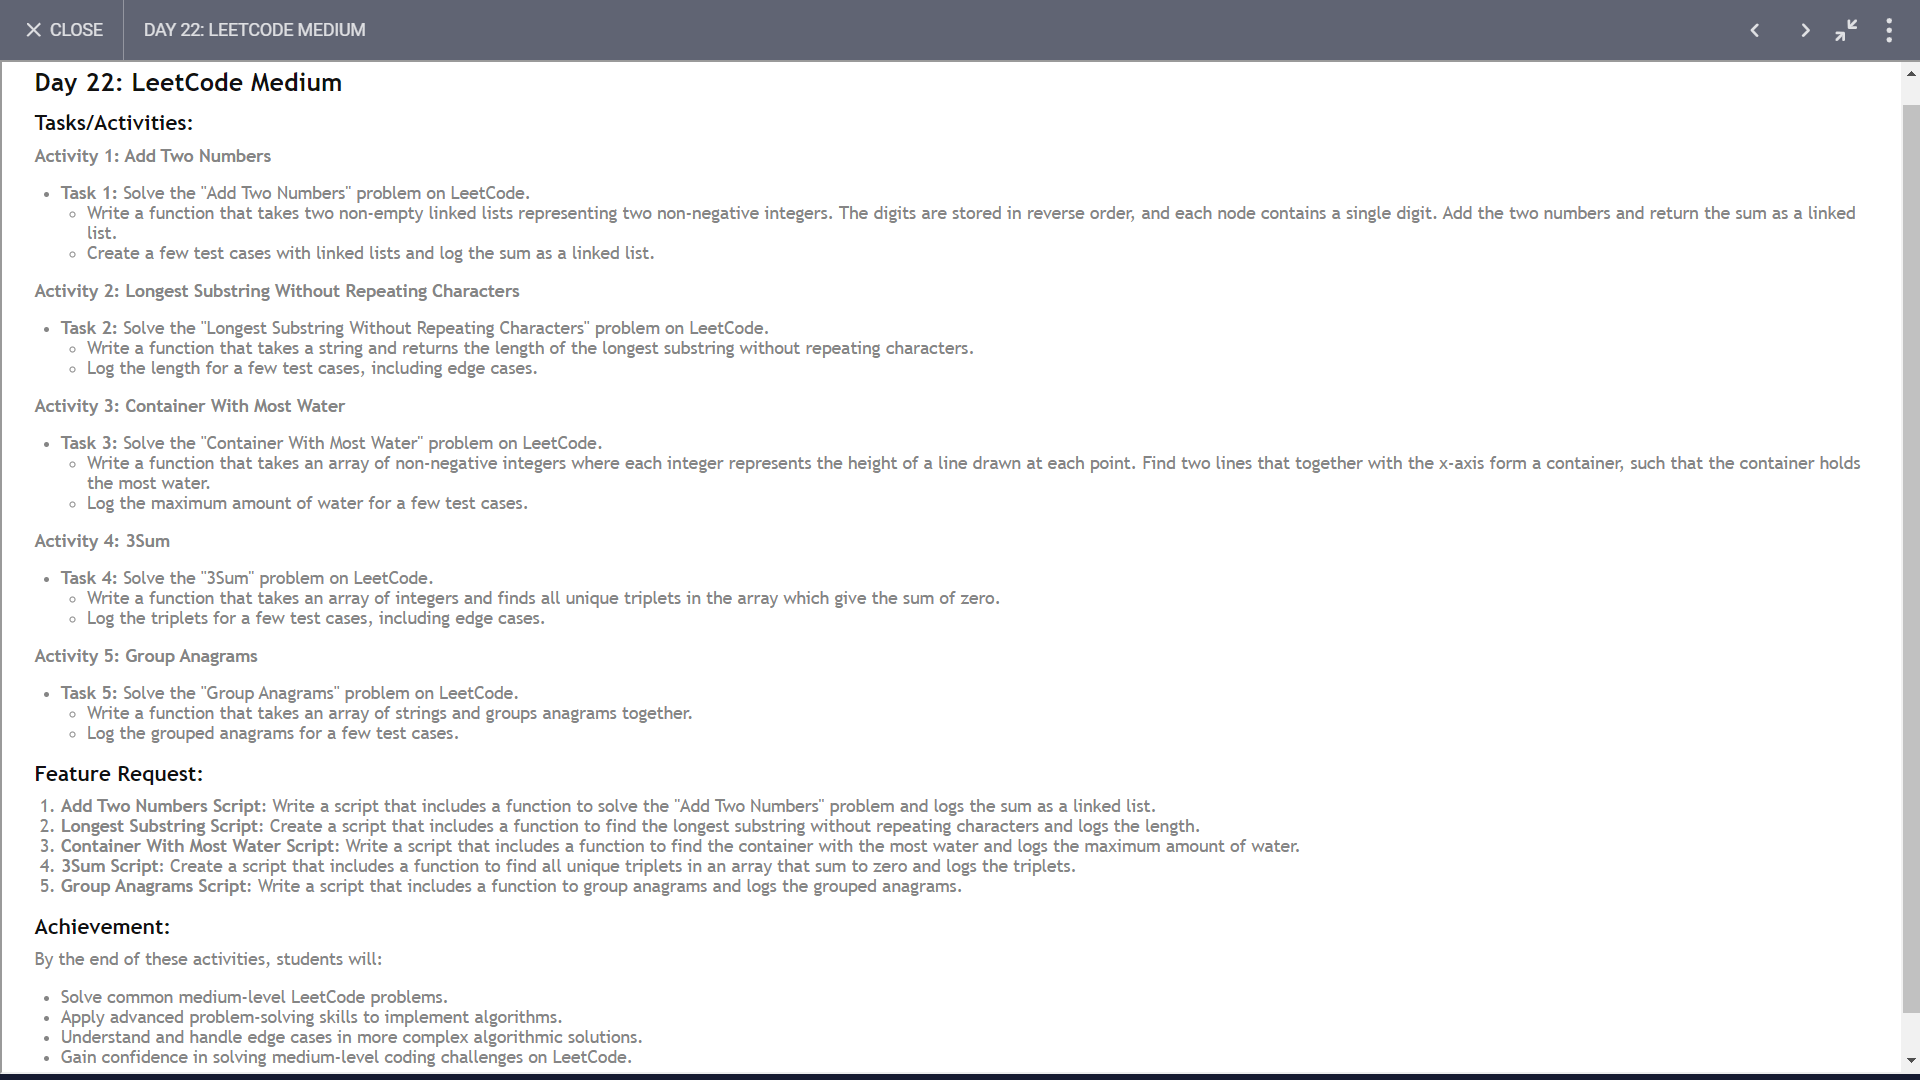 CLOSE
DAY 22: LEETCODE MEDIUM
Day 22: LeetCode Medium
Tasks/Activities:
Activity 1: Add Two Numbers
Task 1: Solve the "Add Two Numbers" problem on LeetCode.
Write a function that takes two non-empty linked lists representing two non-negative integers. The digits are stored in reverse order, and each node contains a single digit. Add the two numbers and return the sum as a linked
list.
Create a few test cases with linked lists and log the sum as a linked list.
Activity 2: Longest Substring Without Repeating Characters
Task 2: Solve the "Longest Substring Without Repeating Characters" problem on LeetCode.
Write a function that takes a string and returns the length of the longest substring without repeating characters.
Log the length for a few test cases, including edge cases.
Activity 3: Container With Most Water
Task 3: Solve the "Container With Most Water" problem on LeetCode.
Write a function that takes an array of non-negative integers where each integer represents the height of a line drawn at each point. Find two lines that together with the x-axis form a container, such that the container holds
the most water.
Log the maximum amount of water for a few test cases.
Activity 4: 3Sum
Task 4: Solve the "3Sum" problem on LeetCode.
Write a function that takes an array of integers and finds all unique triplets in the array which give the sum of zero.
Log the triplets for a few test cases, including edge cases.
Activity 5: Group Anagrams
Task 5: Solve the "Group Anagrams" problem on LeetCode.
Write a function that takes an array of strings and groups anagrams together.
Log the grouped anagrams for a few test cases.
Feature Request:
1. Add Two Numbers Script: Write a script that includes a function to solve the "Add Two Numbers" problem and logs the sum as a linked list.
2. Longest Substring Script: Create a script that includes a function to find the longest substring without repeating characters and logs the length.
3. Container With Most Water Script: Write a script that includes a function to find the container with the most water and logs the maximum amount of water.
4. 3Sum Script: Create a script that includes a function to find all unique triplets in an array that sum to zero and logs the triplets.
5. Group Anagrams Script: Write a script that includes a function to group anagrams and logs the grouped anagrams.
Achievement:
By the end of these activities, students will:
Solve common medium-level LeetCode problems.
Apply advanced problem-solving skills to implement algorithms.
Understand and handle edge cases in more complex algorithmic solutions.
Gain confidence in solving medium-level coding challenges on LeetCode.